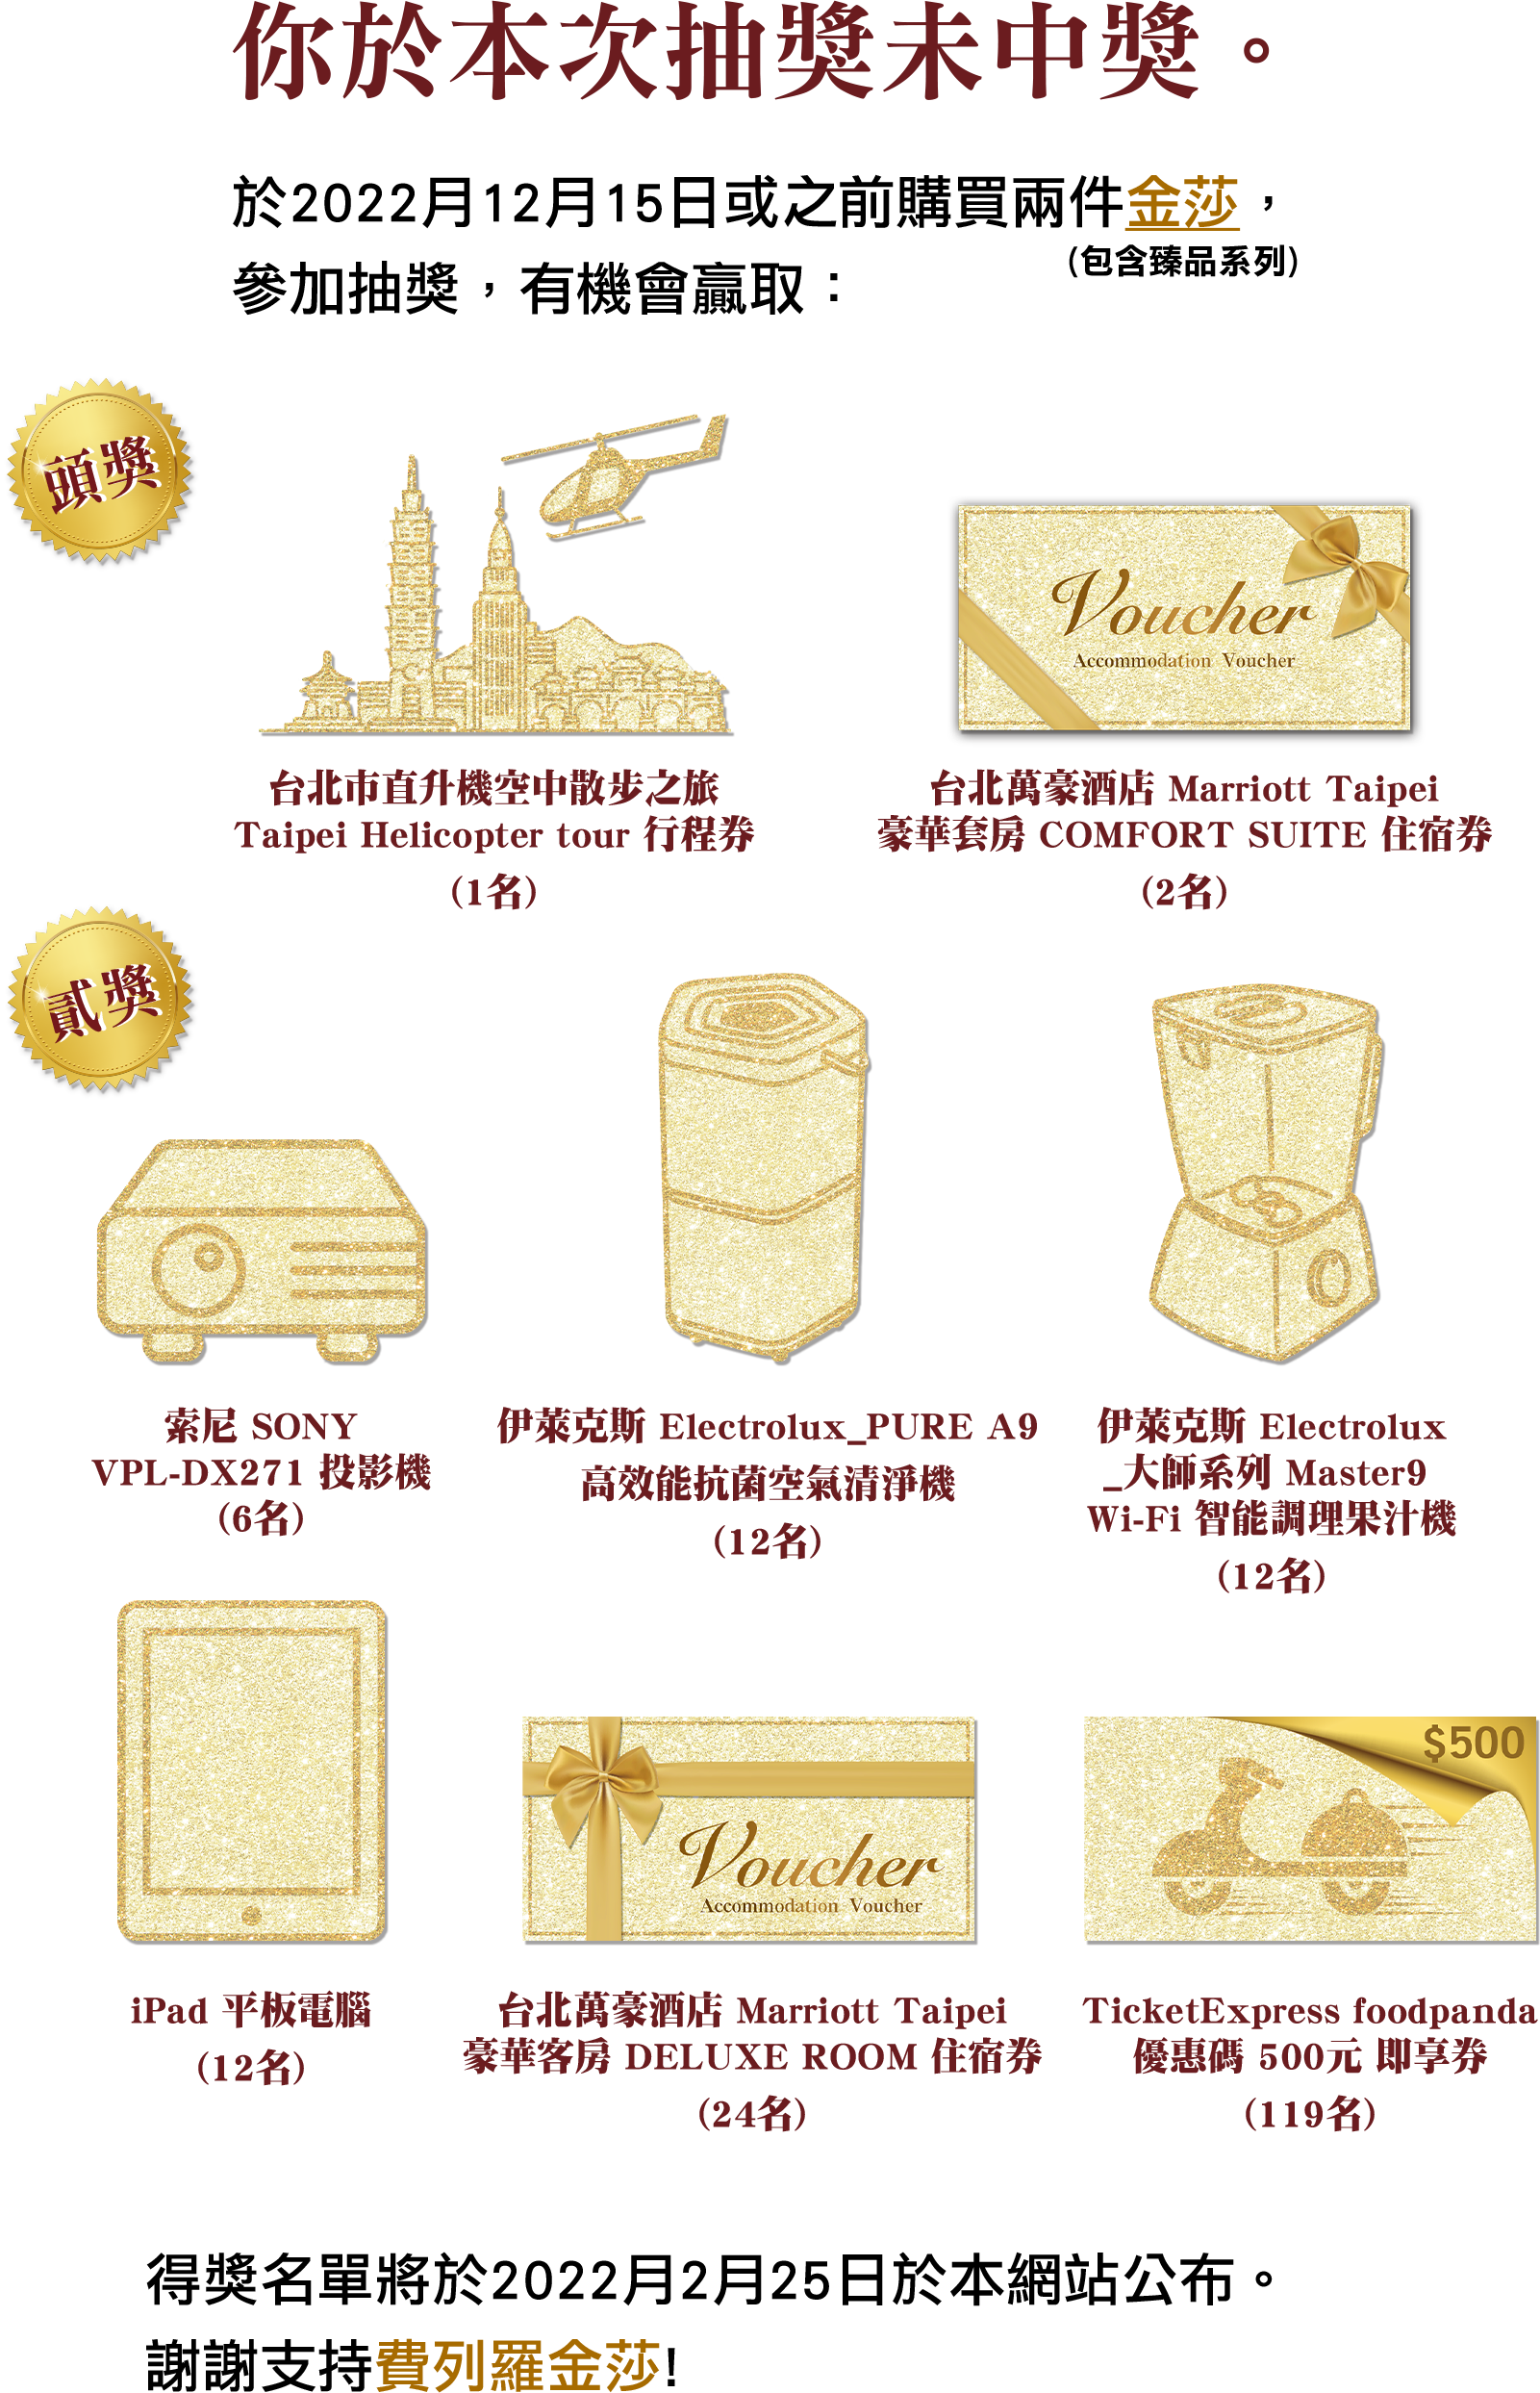 你於本次抽獎未中獎。
於2022月12月15日或之前購買兩件金莎，
(包含臻品系列)
參加抽獎，有機會贏取：
頭獎
Voucher
Accommodation Voucher
台北市直升機空中散步之旅
Taipei Helicopter tour 行程券
(1名)
台北萬豪酒店 Marriott Taipei
豪華套房 COMFORT SUITE 住宿券
(2名)
貳獎
索尼 SONY
VPL-DX271 投影機
(6名)
伊萊克斯 Electrolux_PURE A9
高效能抗菌空氣清淨機
(12名)
伊萊克斯 Electrolux
_大師系列 Master9
Wi-Fi 智能調理果汁機
(12名)
iPad 平板電腦
(12名)
Voucher
Accommodation Voucher
台北萬豪酒店 Marriott Taipei
豪華客房 DELUXE ROOM 住宿券
(24名)
$500
TicketExpress foodpanda
優惠碼 500元 即享券
(119名)
得獎名單將於2022月2月25日於本網站公布。
謝謝支持費列羅金莎!